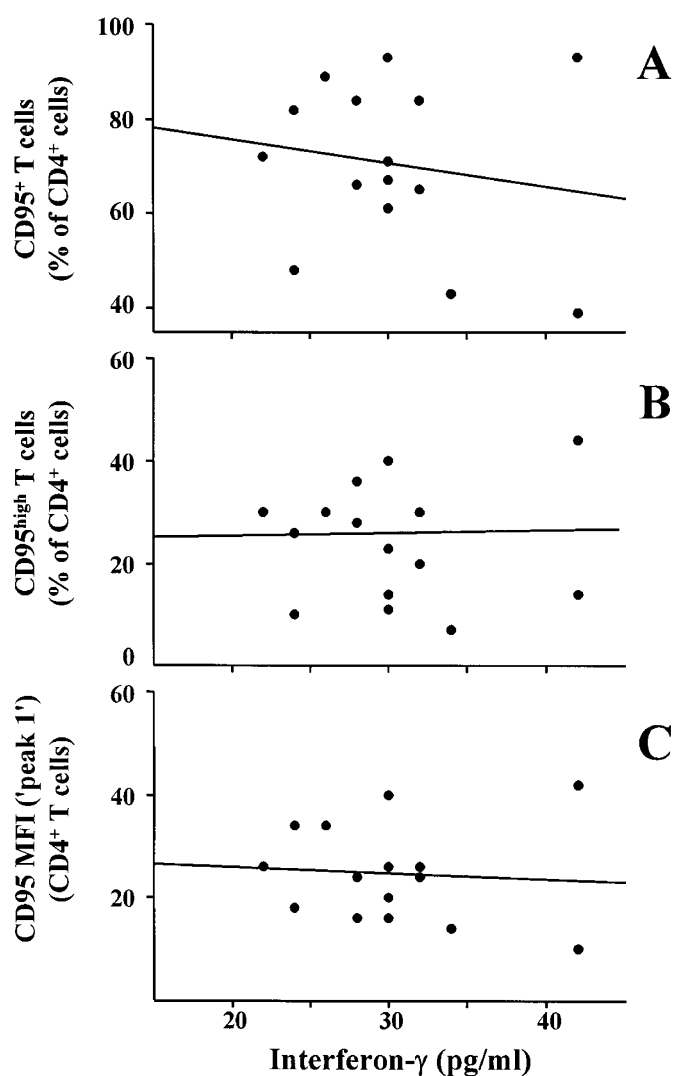 A
CD95⁺ T cells
(% of CD4⁺ cells)
100
80
60
40
B
CD95ʰⁱᵍʰ T cells
(% of CD4⁺ cells)
60
40
20
0
C
CD95 MFI ('peak 1')
(CD4⁺ T cells)
60
40
20
20 30 40
Interferon-γ (pg/ml)